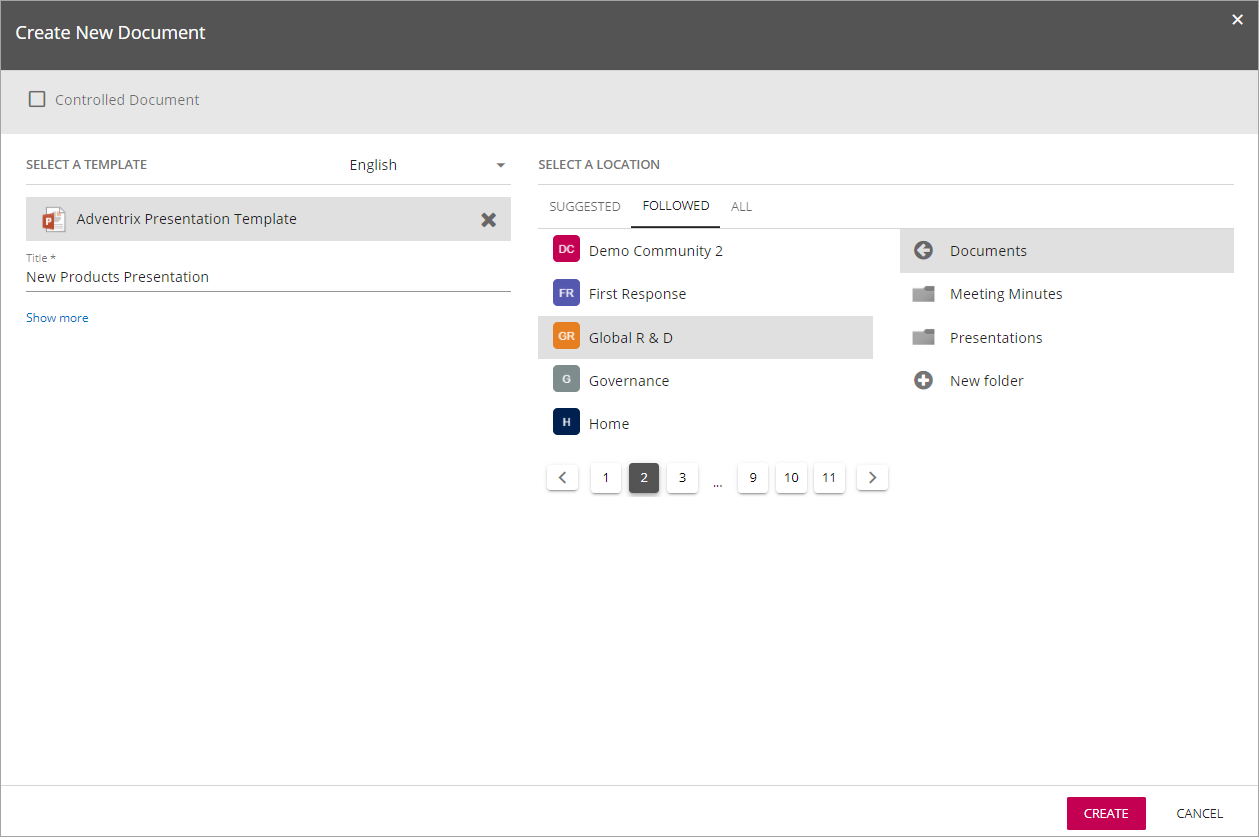 Create New Document
Controlled Document
SELECT A TEMPLATE
English
Adventrix Presentation Template
Title *
New Products Presentation
Show more
SELECT A LOCATION
SUGGESTED FOLLOWED ALL
DC Demo Community 2
FR First Response
GR Global R & D
G Governance
H Home
1 2 3 ... 9 10 11
Documents
Meeting Minutes
Presentations
New folder
CREATE CANCEL